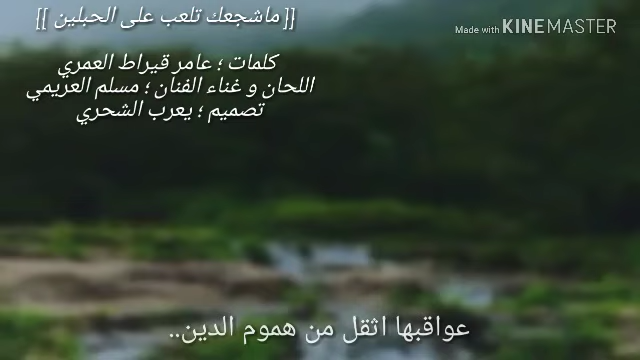 [[ ماشجعك تلعب على الحبلين ]]
Made with KINEMASTER
كلمات ؛ عامر قيراط العمري
اللحان و غناء الفنان ؛ مسلم العريمي
تصميم ؛ يعرب الشحري
عواقبها اثقل من هموم الدين..